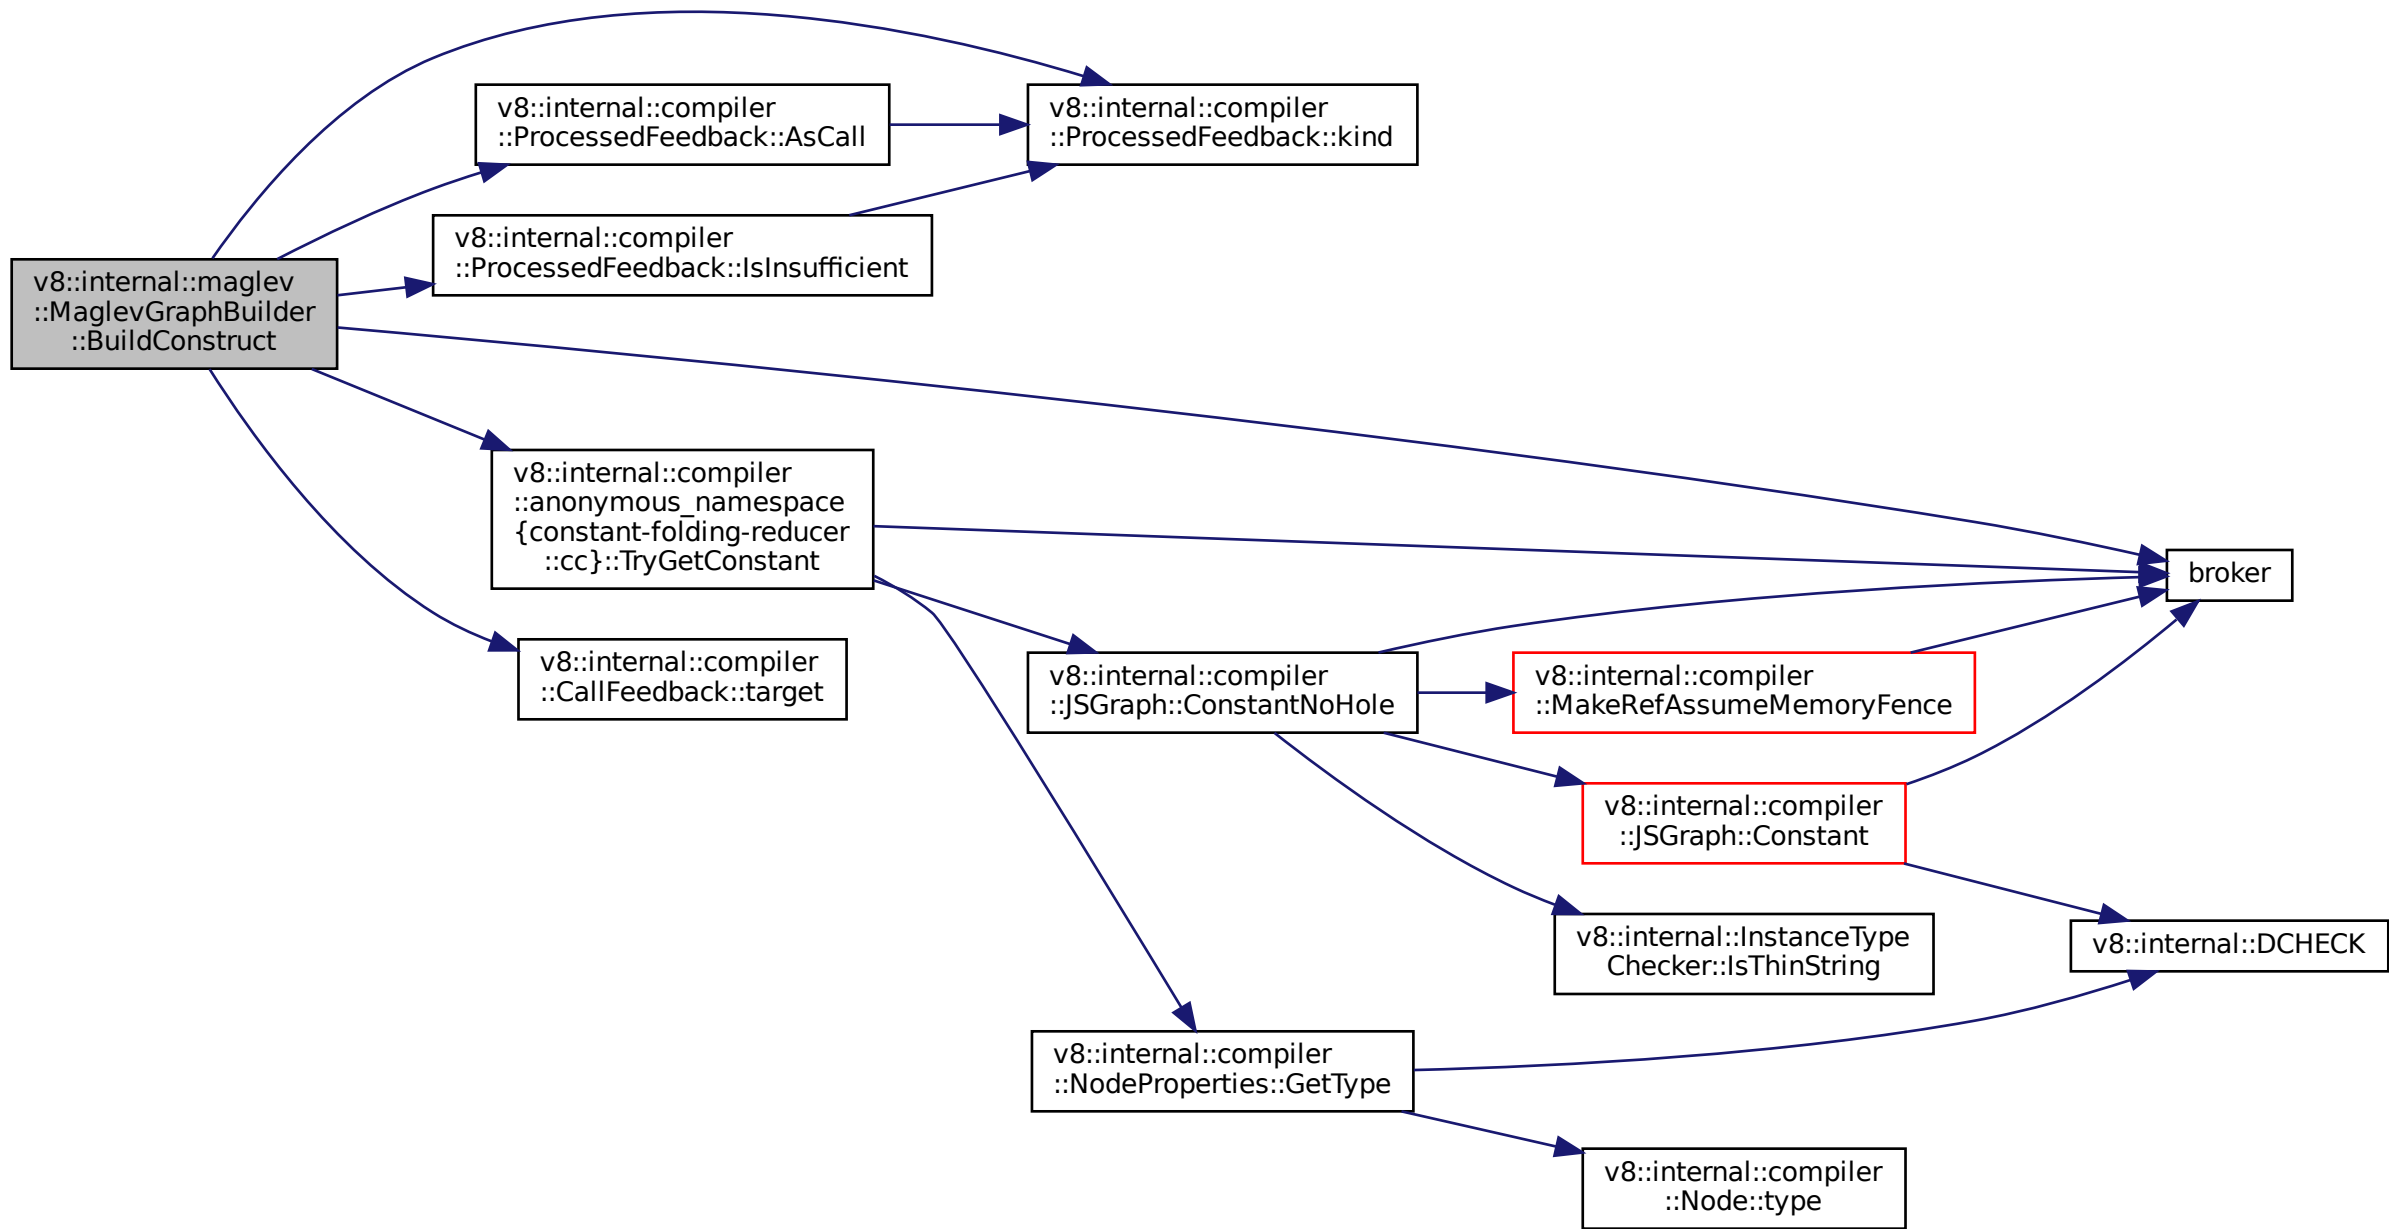 v8::internal::maglev
::MaglevGraphBuilder
::BuildConstruct
v8::internal::compiler
::ProcessedFeedback::AsCall
v8::internal::compiler
::ProcessedFeedback::kind
v8::internal::compiler
::ProcessedFeedback::IsInsufficient
v8::internal::compiler
::anonymous_namespace
{constant-folding-reducer
::cc}::TryGetConstant
v8::internal::compiler
::CallFeedback::target
broker
v8::internal::compiler
::JSGraph::ConstantNoHole
v8::internal::compiler
::MakeRefAssumeMemoryFence
v8::internal::compiler
::JSGraph::Constant
v8::internal::InstanceType
Checker::IsThinString
v8::internal::DCHECK
v8::internal::compiler
::NodeProperties::GetType
v8::internal::compiler
::Node::type